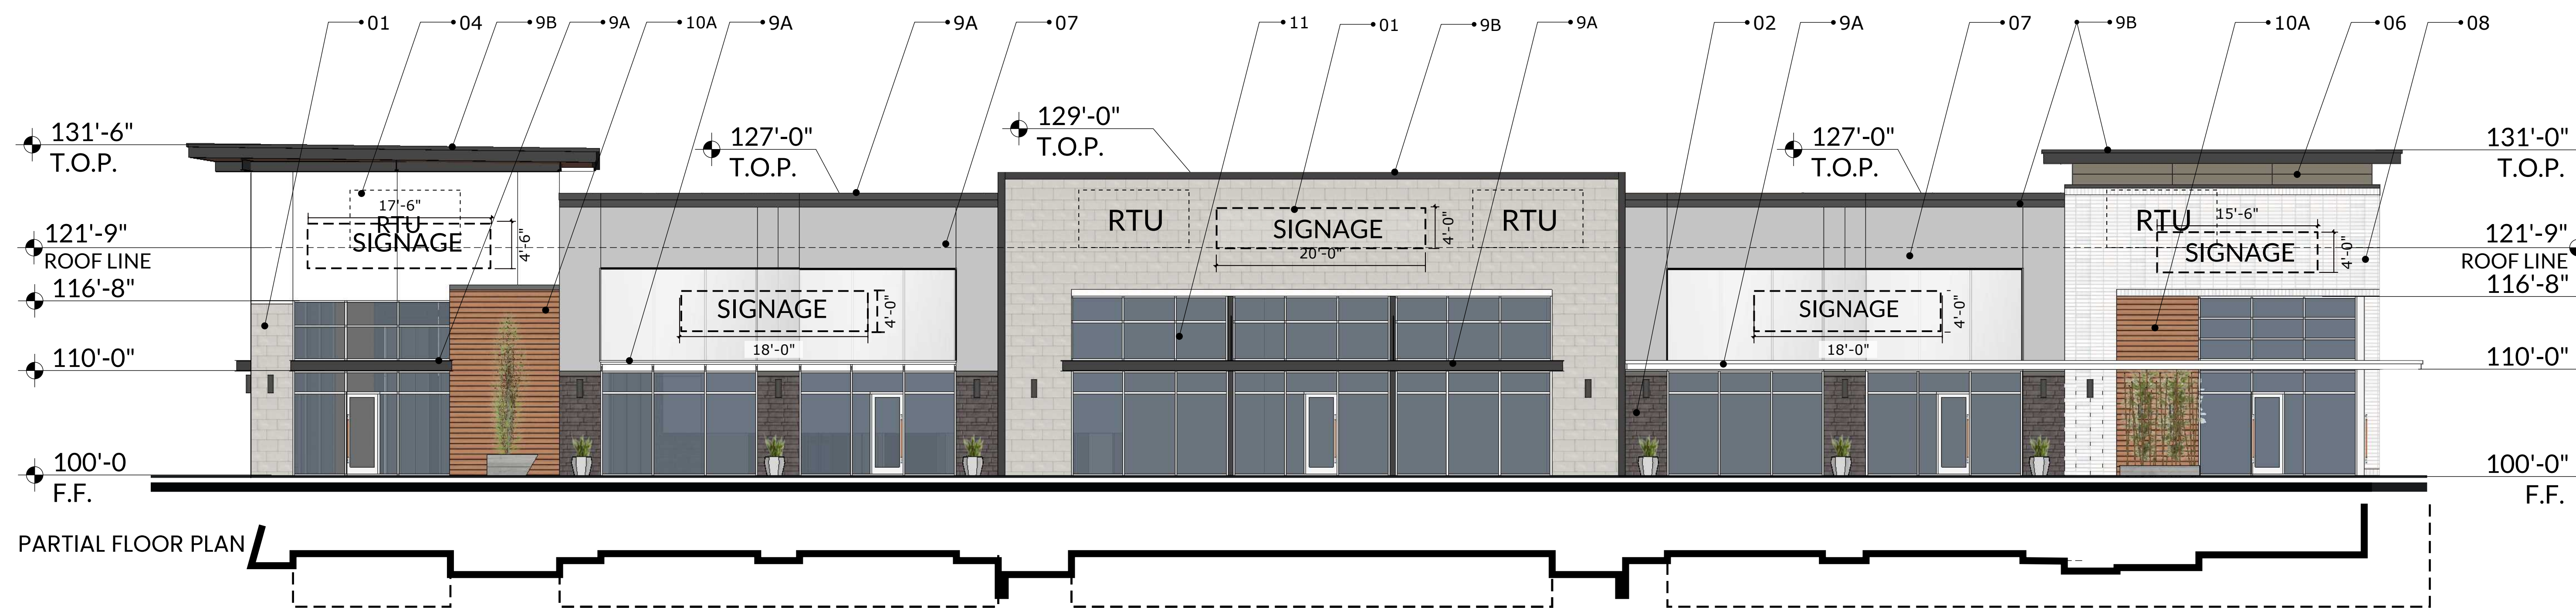 01 04 9B 9A 10A 9A 9A 07 11 01 9B 9A 02 9A 07 9B 10A 06 08
131'-6"
T.O.P.
127'-0"
T.O.P.
129'-0"
T.O.P.
127'-0"
T.O.P.
131'-0"
T.O.P.
17'-6"
RTU
SIGNAGE
4'-6"
RTU
SIGNAGE
4'-0"
20'-0"
RTU
RTU
15'-6"
SIGNAGE
4'-0"
121'-9"
ROOF LINE
121'-9"
ROOF LINE
116'-8"
116'-8"
SIGNAGE
4'-0"
18'-0"
SIGNAGE
4'-0"
18'-0"
110'-0"
110'-0"
100'-0
F.F.
100'-0"
F.F.
PARTIAL FLOOR PLAN